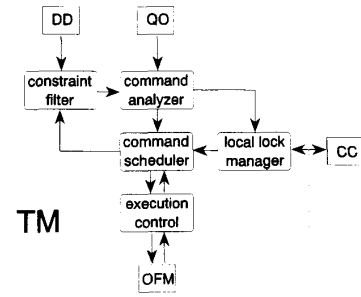 DD
QO
constraint
filter
command
analyzer
command
scheduler
local lock
manager
CC
execution
control
TM
OFM